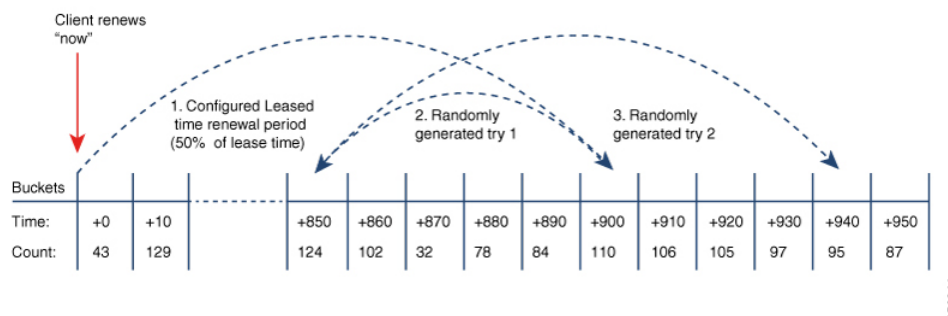 Client renews
“now”
1. Configured Leased
time renewal period
(50% of lease time)
2. Randomly
generated try 1
3. Randomly
generated try 2
Buckets
Time: +0 +10 +850 +860 +870 +880 +890 +900 +910 +920 +930 +940 +950
Count: 43 129 124 102 32 78 84 110 106 105 97 95 87